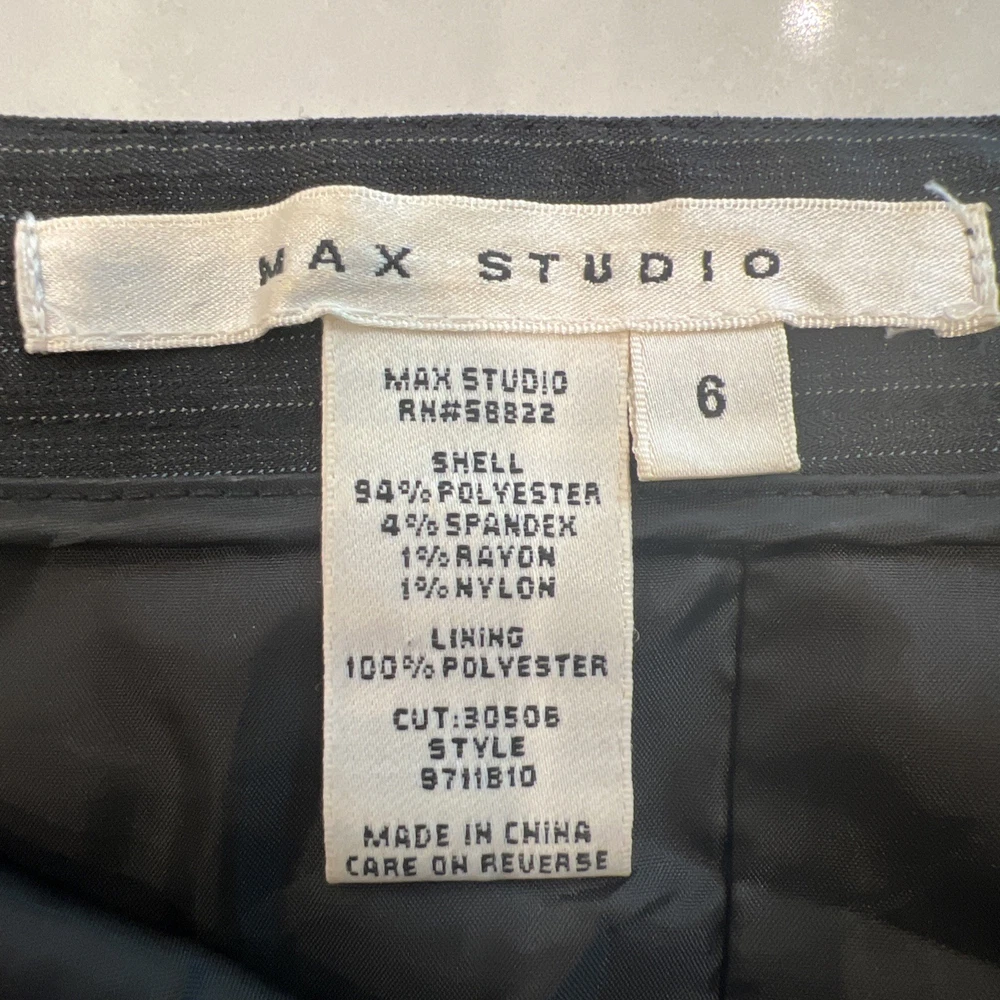 MAX STUDIO
6
MAX STUDIO
RN#58822
SHELL
94% POLYESTER
4% SPANDEX
1% RAYON
1% NYLON
LINING
100% POLYESTER
CUT:30506
STYLE
9711B10
MADE IN CHINA
CARE ON REVERSE